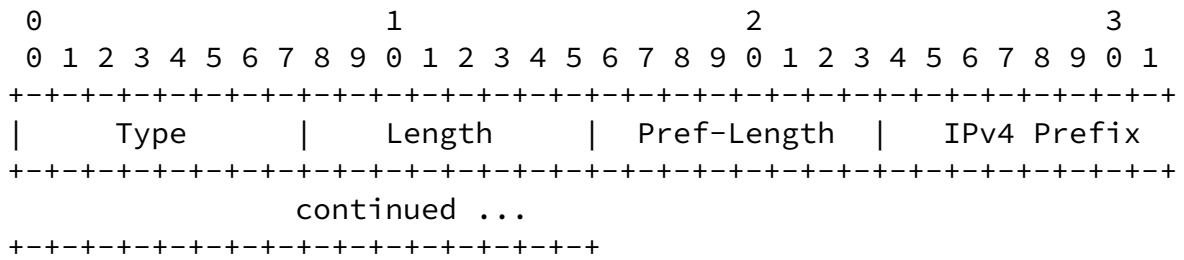 0                   1                   2                   3
 0 1 2 3 4 5 6 7 8 9 0 1 2 3 4 5 6 7 8 9 0 1 2 3 4 5 6 7 8 9 0 1
+-+-+-+-+-+-+-+-+-+-+-+-+-+-+-+-+-+-+-+-+-+-+-+-+-+-+-+-+-+-+-+-+
|     Type      |    Length     |  Pref-Length  |   IPv4 Prefix
+-+-+-+-+-+-+-+-+-+-+-+-+-+-+-+-+-+-+-+-+-+-+-+-+-+-+-+-+-+-+-+-+
                continued ...
+-+-+-+-+-+-+-+-+-+-+-+-+-+-+-+-+